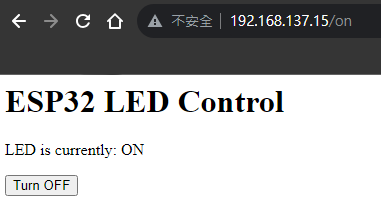 不安全 192.168.137.15/on
ESP32 LED Control
LED is currently: ON
Turn OFF